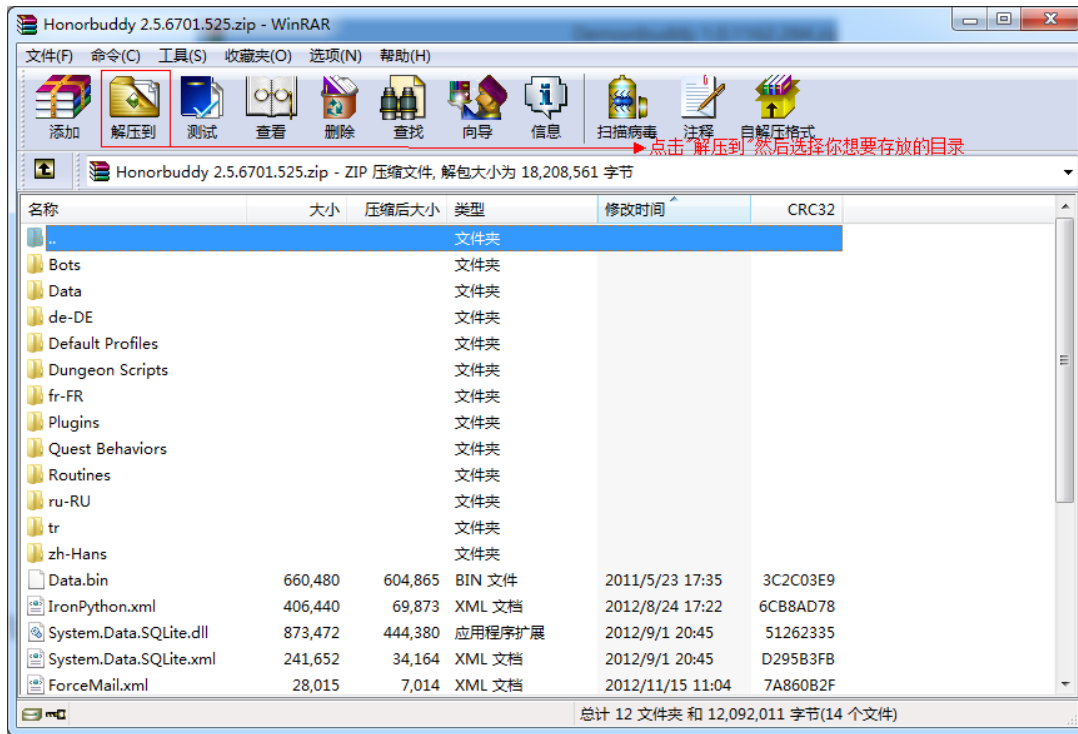 Honorbuddy 2.5.6701.525.zip - WinRAR
文件(F) 命令(C) 工具(S) 收藏夹(O) 选项(N) 帮助(H)
添加 解压到 测试 查看 删除 查找 向导 信息 扫描病毒 注释 自解压格式
点击"解压到"然后选择你想要存放的目录
Honorbuddy 2.5.6701.525.zip - ZIP 压缩文件, 解包大小为 18,208,561 字节
名称 大小 压缩后大小 类型 修改时间 CRC32
.. 文件夹
Bots 文件夹
Data 文件夹
de-DE 文件夹
Default Profiles 文件夹
Dungeon Scripts 文件夹
fr-FR 文件夹
Plugins 文件夹
Quest Behaviors 文件夹
Routines 文件夹
ru-RU 文件夹
tr 文件夹
zh-Hans 文件夹
Data.bin 660,480 604,865 BIN 文件 2011/5/23 17:35 3C2C03E9
IronPython.xml 406,440 69,873 XML 文档 2012/8/24 17:22 6CB8AD78
System.Data.SQLite.dll 873,472 444,380 应用程序扩展 2012/9/1 20:45 51262335
System.Data.SQLite.xml 241,652 34,164 XML 文档 2012/9/1 20:45 D295B3FB
ForceMail.xml 28,015 7,014 XML 文档 2012/11/15 11:04 7A860B2F
总计 12 文件夹 和 12,092,011 字节(14 个文件)